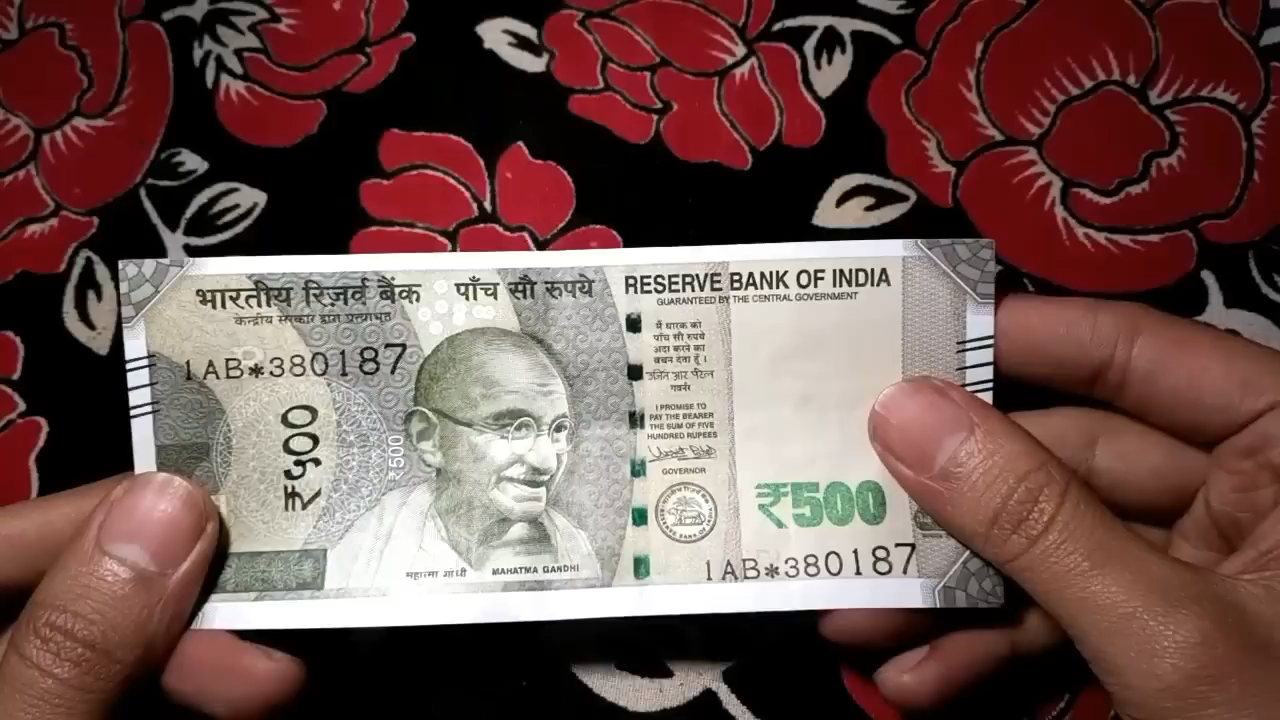 भारतीय रिज़र्व बैंक
केन्द्रीय सरकार द्वारा प्रत्याभूत
पाँच सौ रुपये
RESERVE BANK OF INDIA
GUARANTEED BY THE CENTRAL GOVERNMENT
1AB*380187
₹५००
₹500
महात्मा गांधी
MAHATMA GANDHI
मैं धारक को
पाँच सौ रुपये
अदा करने का
वचन देता हूँ ।
उर्जित आर पटेल
गवर्नर
I PROMISE TO
PAY THE BEARER
THE SUM OF FIVE
HUNDRED RUPEES
GOVERNOR
₹500
1AB*380187